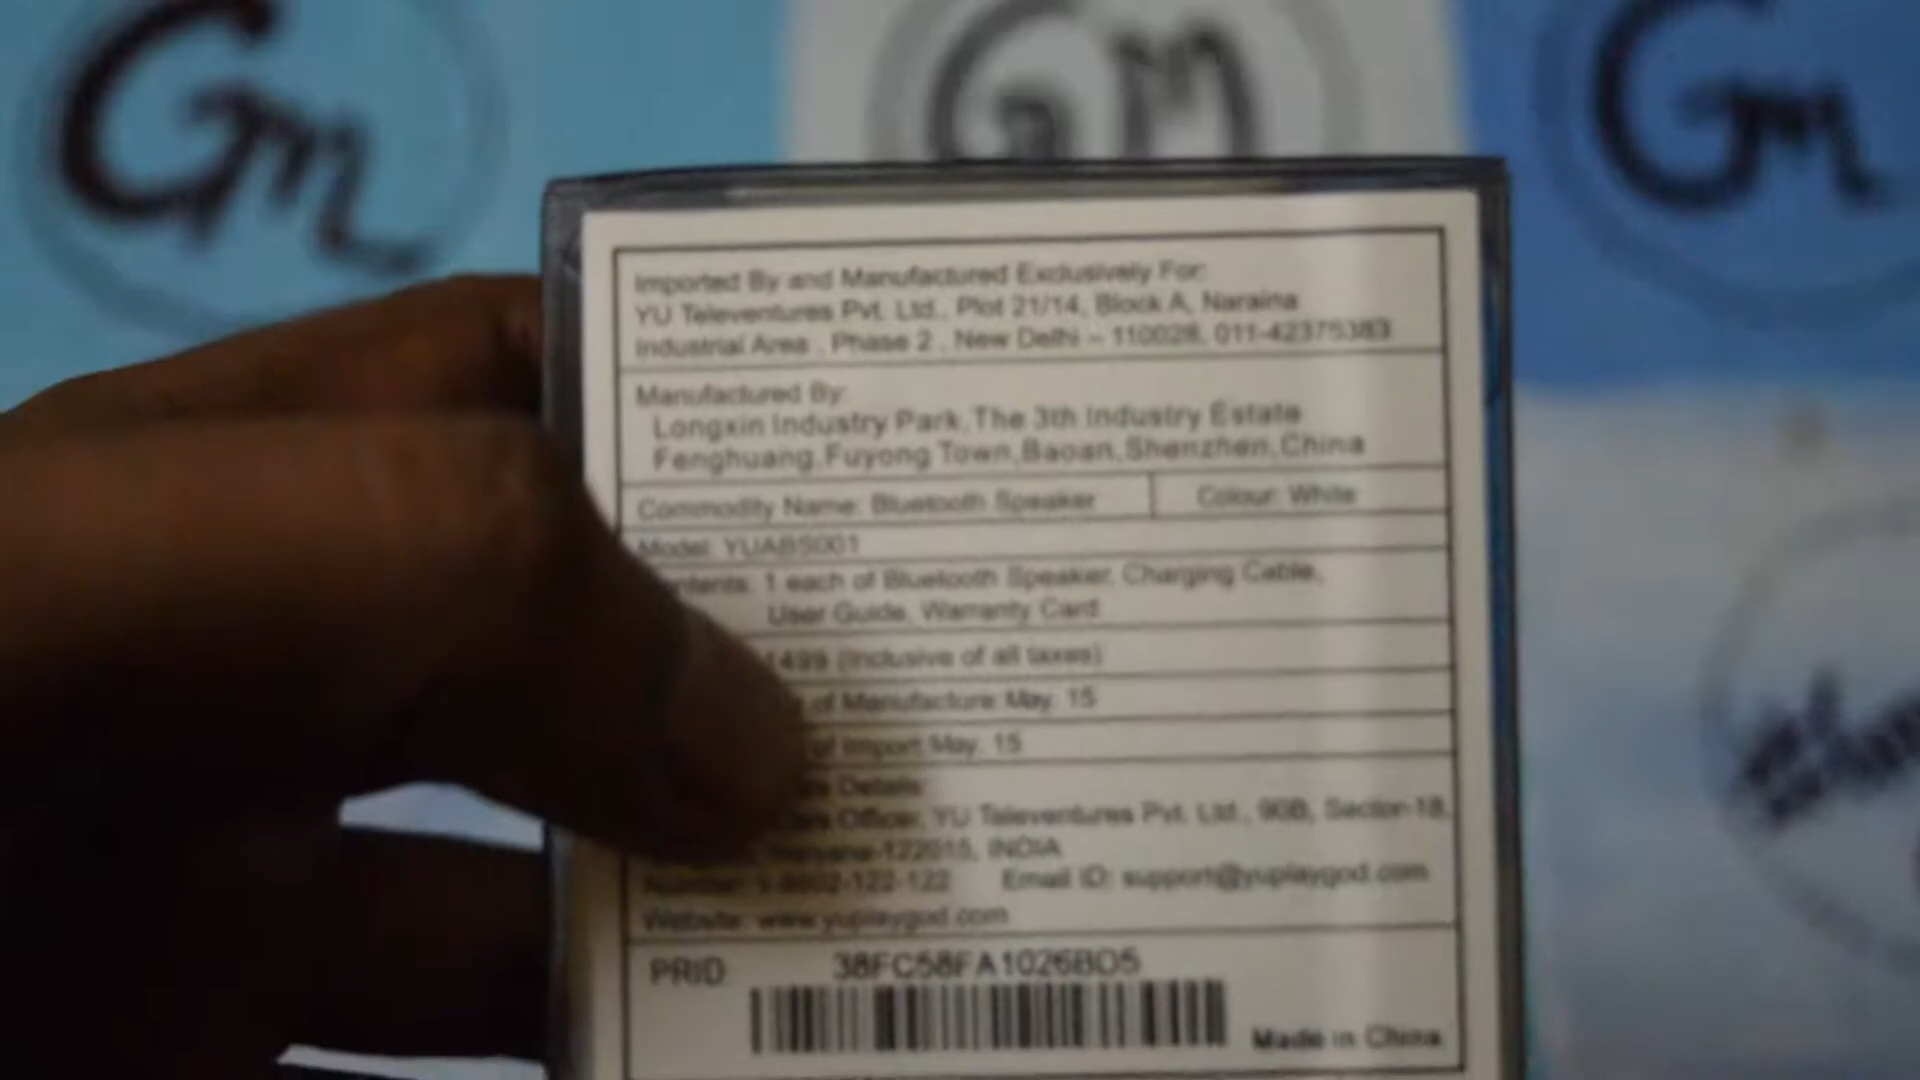 Gm
GM
Gm
Imported By and Manufactured Exclusively For:
YU Televentures Pvt. Ltd., Plot 21/14, Block A, Naraina
Industrial Area , Phase 2 , New Delhi – 110028, 011-42375383
Manufactured By:
Longxin Industry Park,The 3th Industry Estate
Fenghuang,Fuyong Town,Baoan,Shenzhen,China
Commodity Name: Bluetooth Speaker
Colour: White
Model: YUABS001
1 each of Bluetooth Speaker, Charging Cable,
User Guide, Warranty Card
1499 (Inclusive of all taxes)
of Manufacture: May. 15
of Import: May. 15
Details:
Officer, YU Televentures Pvt. Ltd., 90B, Sector-18,
Haryana-122015, INDIA
Number: Email ID: support@yuplaygod.com
Website: www.yuplaygod.com
PRID 38FC58FA1026BD5
Made in China